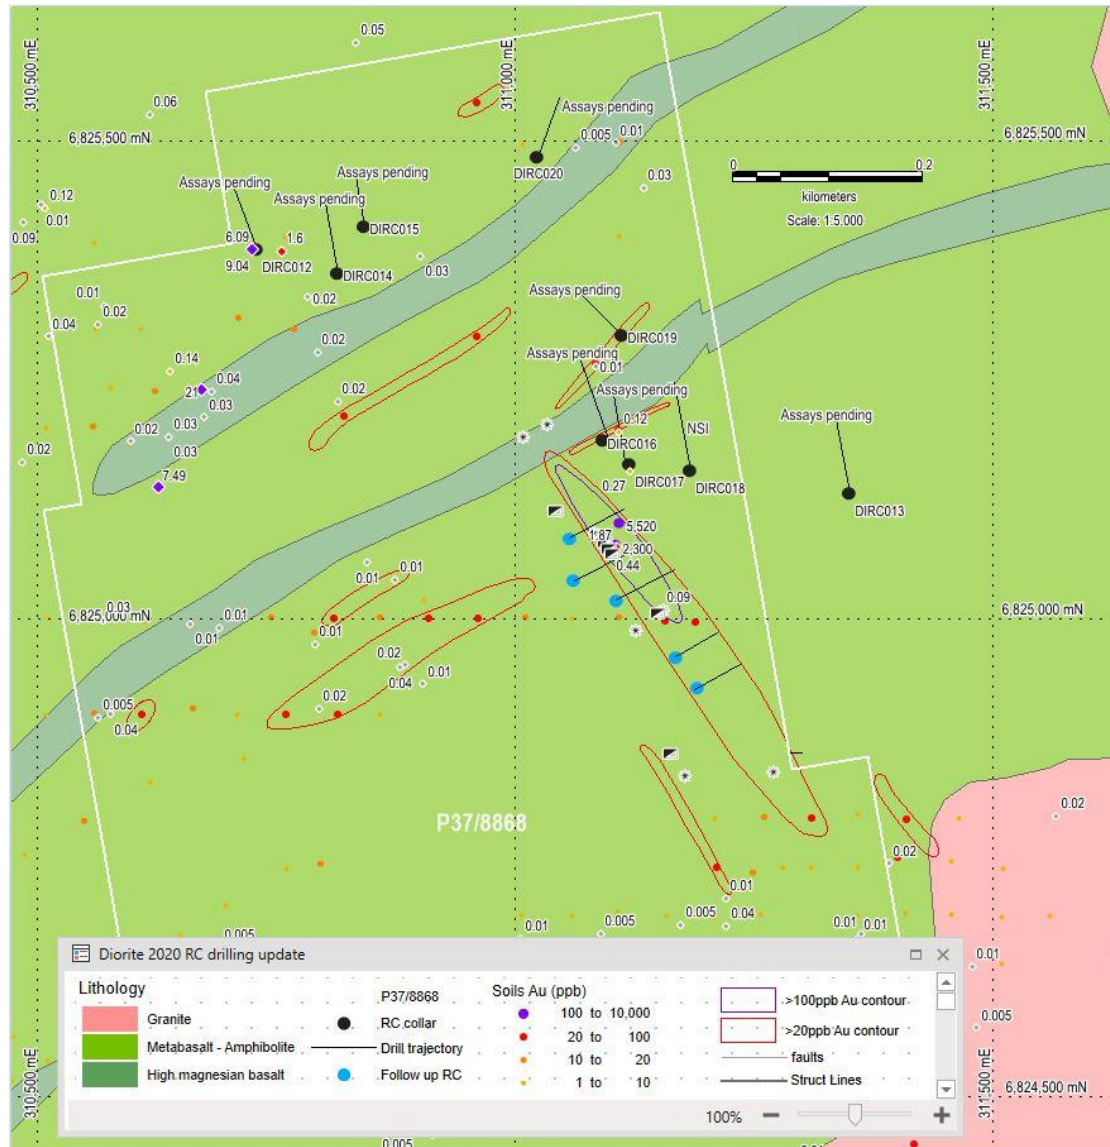 0.05
310,500 mE
311,000 mE
311,500 mE
0.06
Assays pending
6,825,500 mN
0.005
0.01
6,825,500 mN
DIRC020
0
0.2
kilometers
Scale: 1:5.000
Assays pending
Assays pending
Assays pending
0.03
0.12
0.01
0.09
6.09
1.6
DIRC015
9.04
DIRC012
DIRC014
0.03
0.01
0.02
0.04
0.02
Assays pending
DIRC019
0.02
Assays pending
0.01
0.14
0.04
21
0.02
Assays pending
0.03
0.03
0.02
0.03
0.02
0.12
NSI
Assays pending
DIRC016
7.49
0.27
DIRC017
DIRC018
DIRC013
5,520
1.87
2,300
0.44
0.01
0.01
0.09
0.03
6,825,000 mN
0.01
0.01
6,825,000 mN
0.01
0.02
0.01
0.04
0.005
0.04
0.02
P37/8868
0.02
0.02
0.01
0.005
0.01
0.005
0.005
0.04
0.01
0.01
Diorite 2020 RC drilling update
Lithology
Granite
Metabasalt - Amphibolite
High magnesian basalt
P37/8868
RC collar
Drill trajectory
Follow up RC
Soils Au (ppb)
100 to 10,000
20 to 100
10 to 20
1 to 10
>100ppb Au contour
>20ppb Au contour
faults
Struct Lines
100%
0.01
0.005
310,500 mE
311,500 mE
6,824,500 mN
0.005